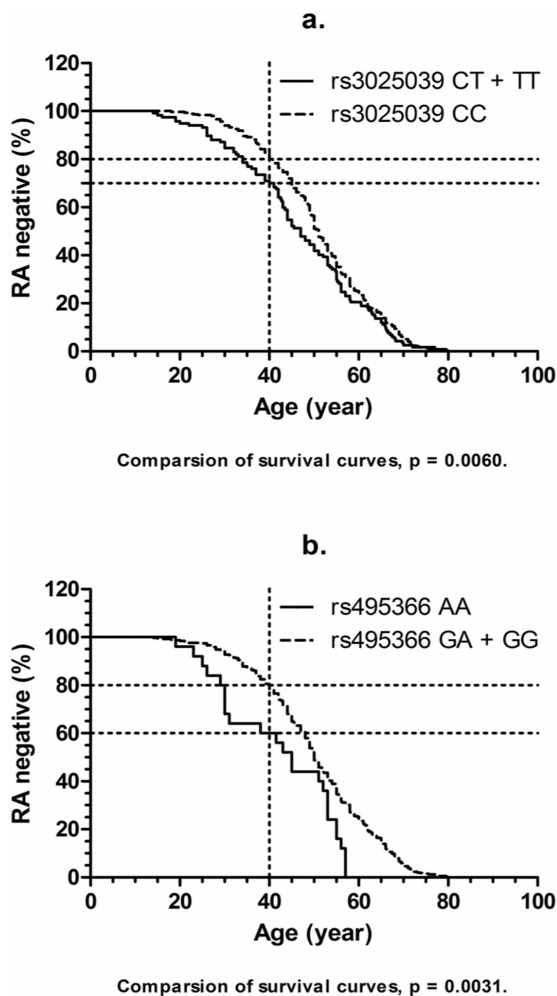 a.
120
100
80
60
40
20
0
RA negative (%)
rs3025039 CT + TT
rs3025039 CC
0 20 40 60 80 100
Age (year)
Comparsion of survival curves, p = 0.0060.
b.
120
100
80
60
40
20
0
RA negative (%)
rs495366 AA
rs495366 GA + GG
0 20 40 60 80 100
Age (year)
Comparsion of survival curves, p = 0.0031.